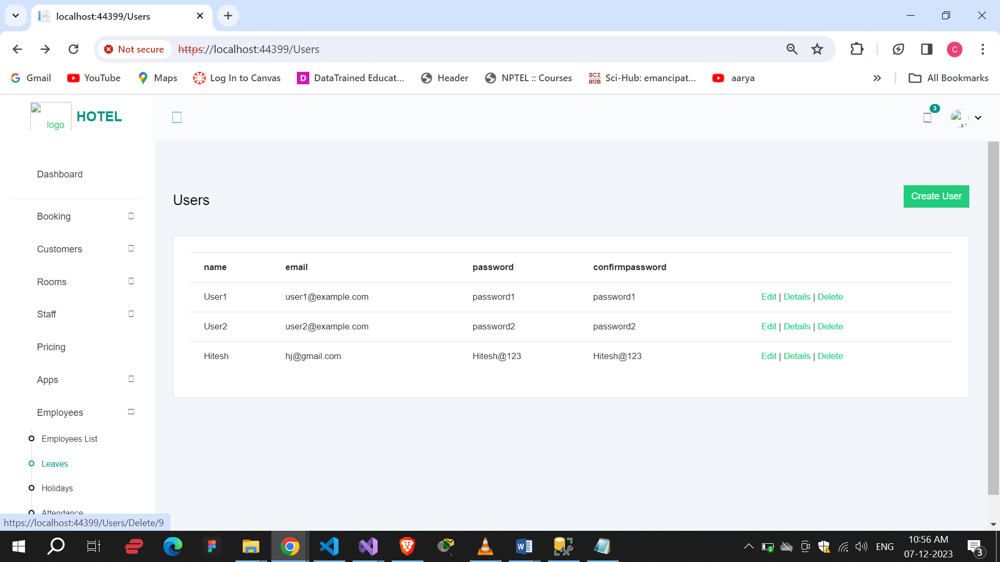 localhost:44399/Users
Not secure https://localhost:44399/Users
C
Gmail YouTube Maps Log In to Canvas D DataTrained Educat... Header NPTEL :: Courses SCI HUB Sci-Hub: emancipat... aarya » All Bookmarks
logo HOTEL
3
Dashboard
Users
Create User
Booking
Customers
Rooms
Staff
Pricing
Apps
Employees
Employees List
Leaves
Holidays
Attendance
name email password confirmpassword
User1 user1@example.com password1 password1 Edit | Details | Delete
User2 user2@example.com password2 password2 Edit | Details | Delete
Hitesh hj@gmail.com Hitesh@123 Hitesh@123 Edit | Details | Delete
https://localhost:44399/Users/Delete/9
ENG
10:56 AM
07-12-2023
3